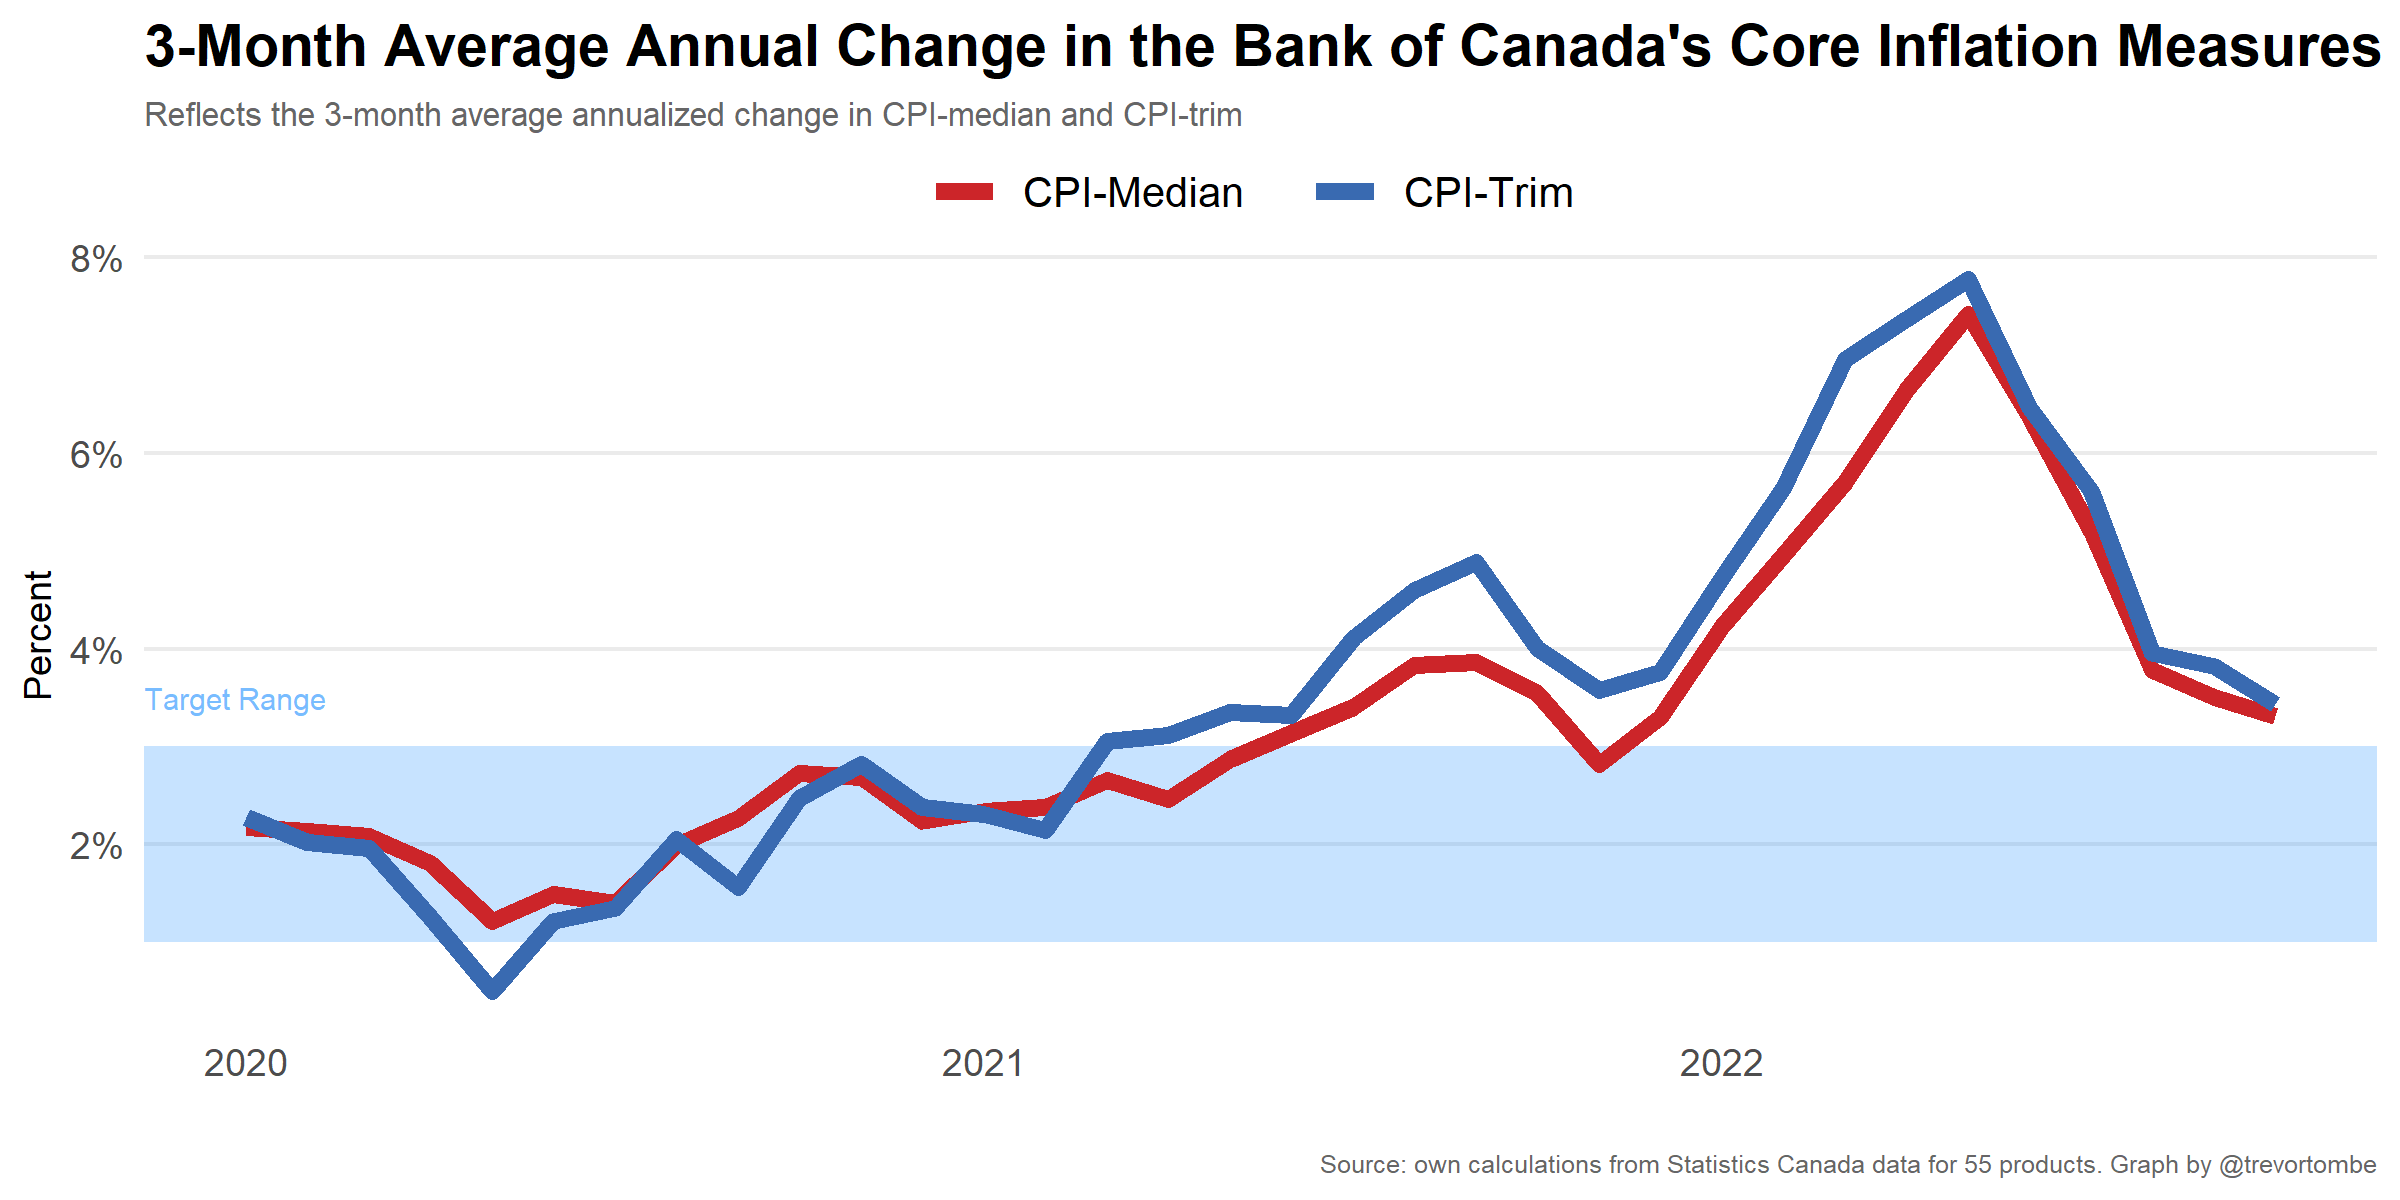 3-Month Average Annual Change in the Bank of Canada's Core Inflation Measures
Reflects the 3-month average annualized change in CPI-median and CPI-trim
CPI-Median CPI-Trim
8%
6%
4%
2%
Percent
Target Range
2020 2021 2022
Source: own calculations from Statistics Canada data for 55 products. Graph by @trevortombe